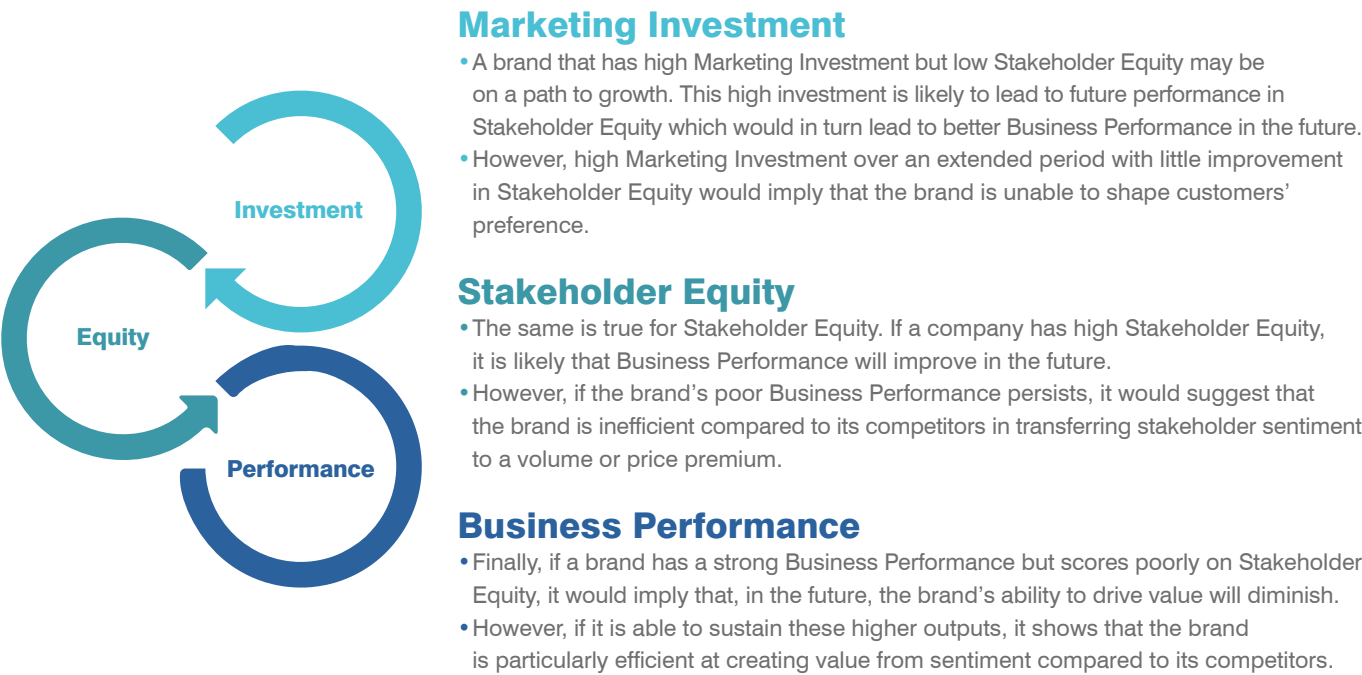 Marketing Investment
•A brand that has high Marketing Investment but low Stakeholder Equity may be
on a path to growth. This high investment is likely to lead to future performance in
Stakeholder Equity which would in turn lead to better Business Performance in the future.
•However, high Marketing Investment over an extended period with little improvement
in Stakeholder Equity would imply that the brand is unable to shape customers’
preference.
Investment
Stakeholder Equity
•The same is true for Stakeholder Equity. If a company has high Stakeholder Equity,
it is likely that Business Performance will improve in the future.
•However, if the brand’s poor Business Performance persists, it would suggest that
the brand is inefficient compared to its competitors in transferring stakeholder sentiment
to a volume or price premium.
Equity
Performance
Business Performance
•Finally, if a brand has a strong Business Performance but scores poorly on Stakeholder
Equity, it would imply that, in the future, the brand’s ability to drive value will diminish.
•However, if it is able to sustain these higher outputs, it shows that the brand
is particularly efficient at creating value from sentiment compared to its competitors.